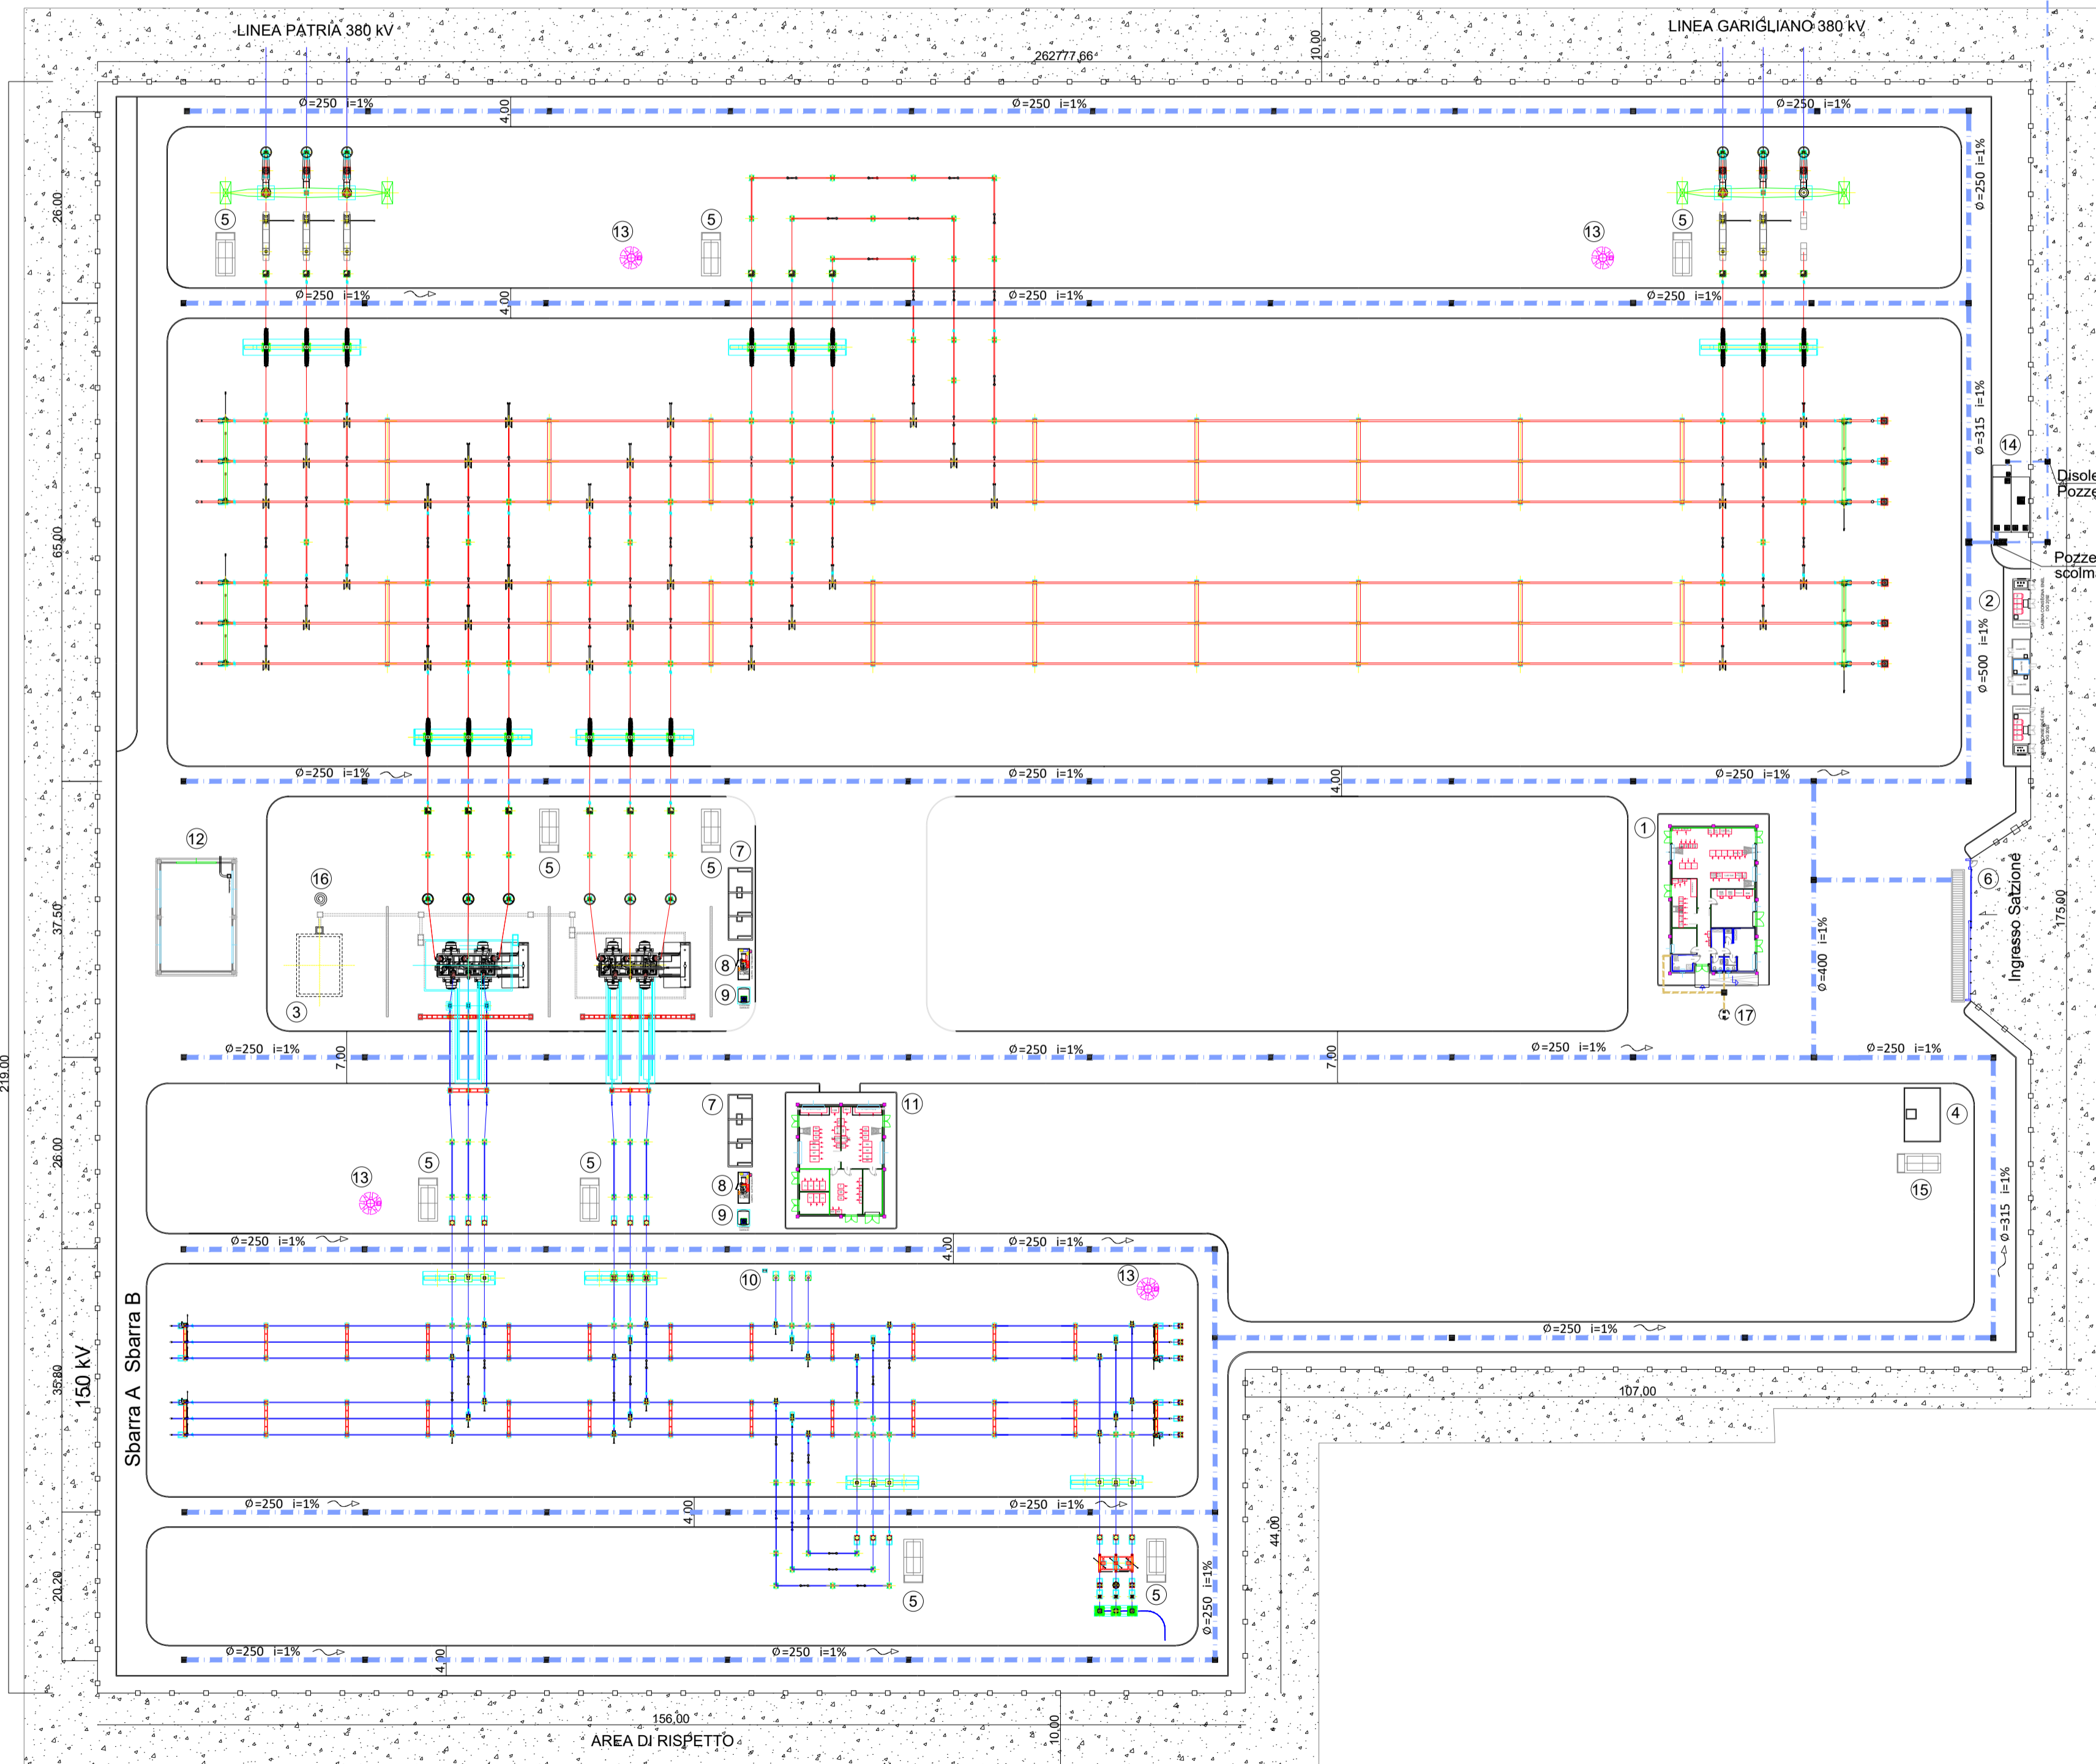 LINEA PATRIA 380 kV
LINEA GARIGLIANO 380 kV
262777,66
10,00
Ø=250 i=1%
4,00
Ø=250 i=1%
Ø=250 i=1%
Ø=250 i=1%
26,00
5
13
5
13
5
Ø=250 i=1%
4,00
Ø=250 i=1%
Ø=250 i=1%
Ø=315 i=1%
14
65,00
Pozze
2
Ø=500 i=1%
Ø=250 i=1%
Ø=250 i=1%
4,00
Ø=250 i=1%
12
5
5
7
1
16
6
Ingresso Satzione
175,00
37,50
8
9
3
17
Ø=400 i=1%
219,00
Ø=250 i=1%
7,00
Ø=250 i=1%
7,00
Ø=250 i=1%
Ø=250 i=1%
7
11
4
26,00
13
5
5
8
9
15
Ø=315 i=1%
Ø=250 i=1%
4,00
Ø=250 i=1%
10
13
Ø=250 i=1%
150 kV
Sbarra A Sbarra B
35,80
107,00
Ø=250 i=1%
4,00
Ø=250 i=1%
44,00
20,20
5
5
Ø=250 i=1%
Ø=250 i=1%
4,00
Ø=250 i=1%
156,00
10,00
AREA DI RISPETTO